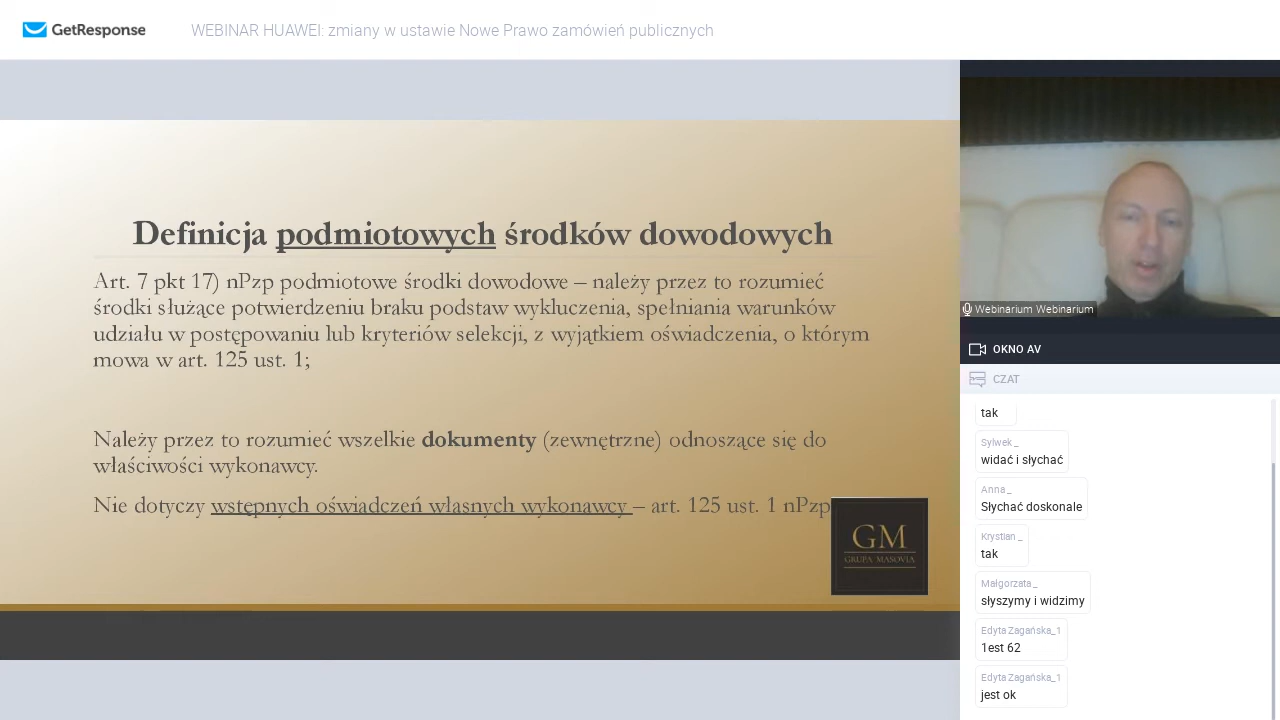 GetResponse
WEBINAR HUAWEI: zmiany w ustawie Nowe Prawo zamówień publicznych
Definicja podmiotowych środków dowodowych
Art. 7 pkt 17) nPzp podmiotowe środki dowodowe – należy przez to rozumieć
środki służące potwierdzeniu braku podstaw wykluczenia, spełniania warunków
udziału w postępowaniu lub kryteriów selekcji, z wyjątkiem oświadczenia, o którym
mowa w art. 125 ust. 1;
Należy przez to rozumieć wszelkie dokumenty (zewnętrzne) odnoszące się do
właściwości wykonawcy.
Nie dotyczy wstępnych oświadczeń własnych wykonawcy – art. 125 ust. 1 nPzp
GM
GRUPA MASOVIA
Webinarium Webinarium
OKNO AV
CZAT
tak
Sylwek _
widać i słychać
Anna _
Słychać doskonale
Krystian _
tak
Małgorzata _
słyszymy i widzimy
Edyta Zagańska_1
1est 62
Edyta Zagańska_1
jest ok